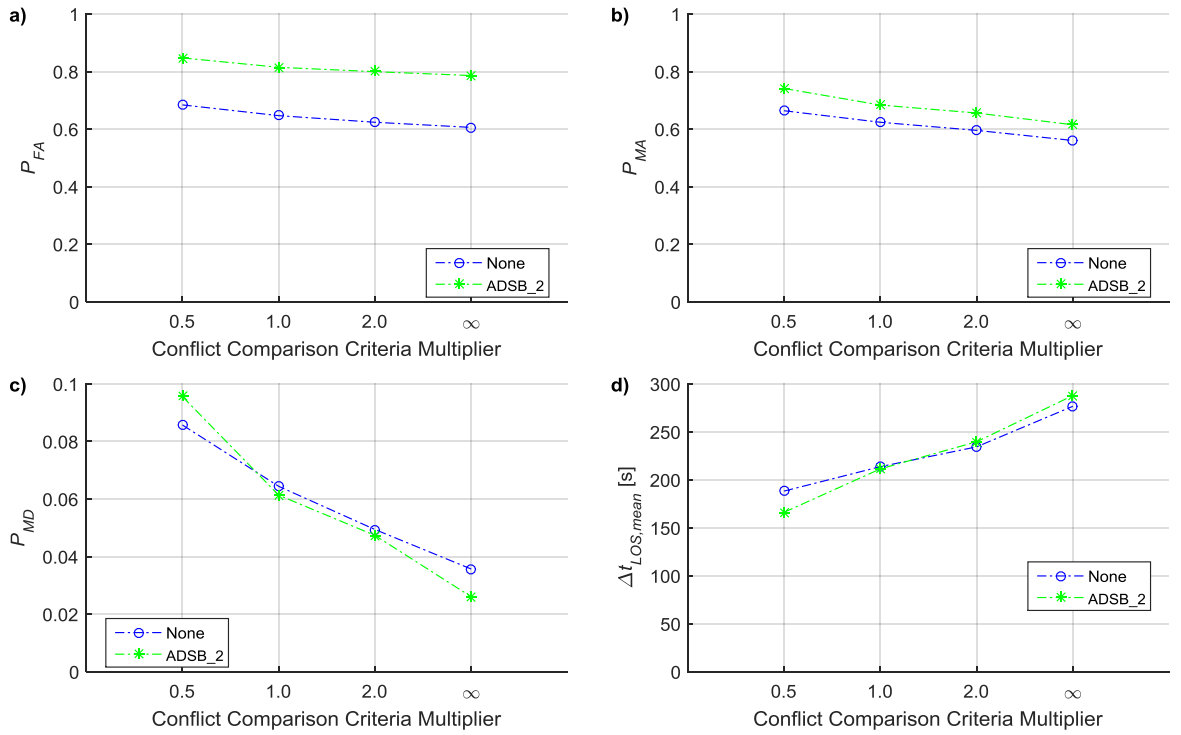 a)
1
0.8
0.6
0.4
0.2
0
P_FA
0.5 1.0 2.0 ∞
Conflict Comparison Criteria Multiplier
None
ADSB_2
b)
1
0.8
0.6
0.4
0.2
0
P_MA
0.5 1.0 2.0 ∞
Conflict Comparison Criteria Multiplier
None
ADSB_2
c)
0.1
0.08
0.06
0.04
0.02
0
P_MD
0.5 1.0 2.0 ∞
Conflict Comparison Criteria Multiplier
None
ADSB_2
d)
300
250
200
150
100
50
0
Δt_LOS,mean [s]
0.5 1.0 2.0 ∞
Conflict Comparison Criteria Multiplier
None
ADSB_2